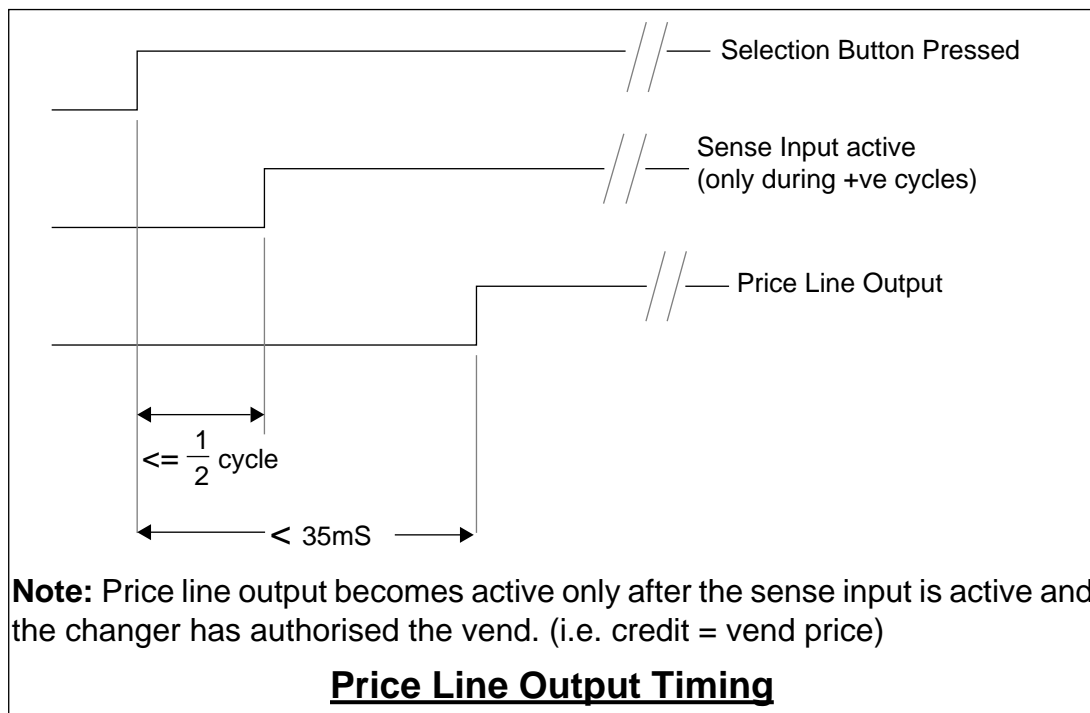 Selection Button Pressed
Sense Input active
(only during +ve cycles)
Price Line Output
<= 1/2 cycle
< 35mS
Note: Price line output becomes active only after the sense input is active and
the changer has authorised the vend. (i.e. credit = vend price)
Price Line Output Timing